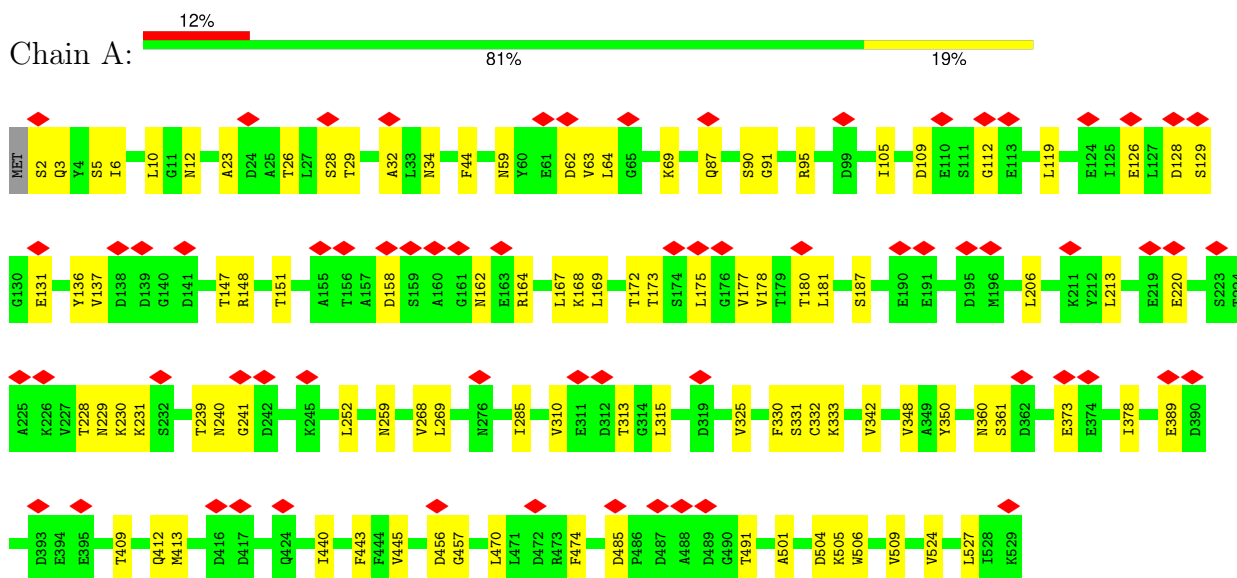 12%
Chain A:
81% 19%
MET S2 Q3 Y4 S5 I6 L10 G11 N12 A23 D24 A25 T26 L27 S28 T29 A32 L33 N34 F44 N59 Y60 E61 D62 V63 L64 G65 K69 Q87 S90 G91 R95 D99 I105 D109 E110 S111 G112 E113 L119 E124 I125 E126 L127 D128 S129
G130 E131 Y136 V137 D138 D139 G140 D141 T147 R148 T151 A155 T156 A157 D158 S159 A160 G161 N162 E163 R164 L167 K168 L169 T172 T173 S174 L175 G176 V177 V178 T179 T180 L181 S187 E190 E191 D195 M196 L206 K211 Y212 L213 E219 E220 S223 T224
A225 K226 V227 T228 N229 K230 K231 S232 T239 N240 G241 D242 K245 L252 N259 V268 L269 N276 I285 V310 E311 D312 T313 G314 L315 D319 V325 F330 S331 C332 K333 V342 V348 A349 Y350 N360 S361 D362 E373 E374 I378 E389 D390
D393 E394 E395 T409 Q412 M413 D416 D417 Q424 I440 F443 F444 V445 D456 G457 L470 L471 D472 R473 F474 D485 P486 D487 A488 D489 G490 T491 A501 D504 K505 W506 V509 V524 L527 I528 K529